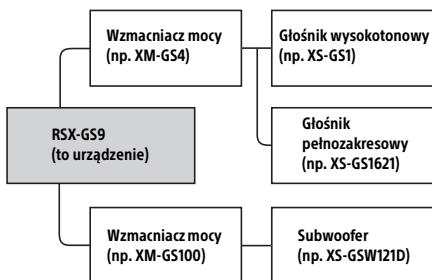 Wzmacniacz mocy
(np. XM-GS4)
Głośnik wysokotonowy
(np. XS-GS1)
Głośnik
pełnozakresowy
(np. XS-GS1621)
RSX-GS9
(to urządzenie)
Wzmacniacz mocy
(np. XM-GS100)
Subwoofer
(np. XS-GSW121D)